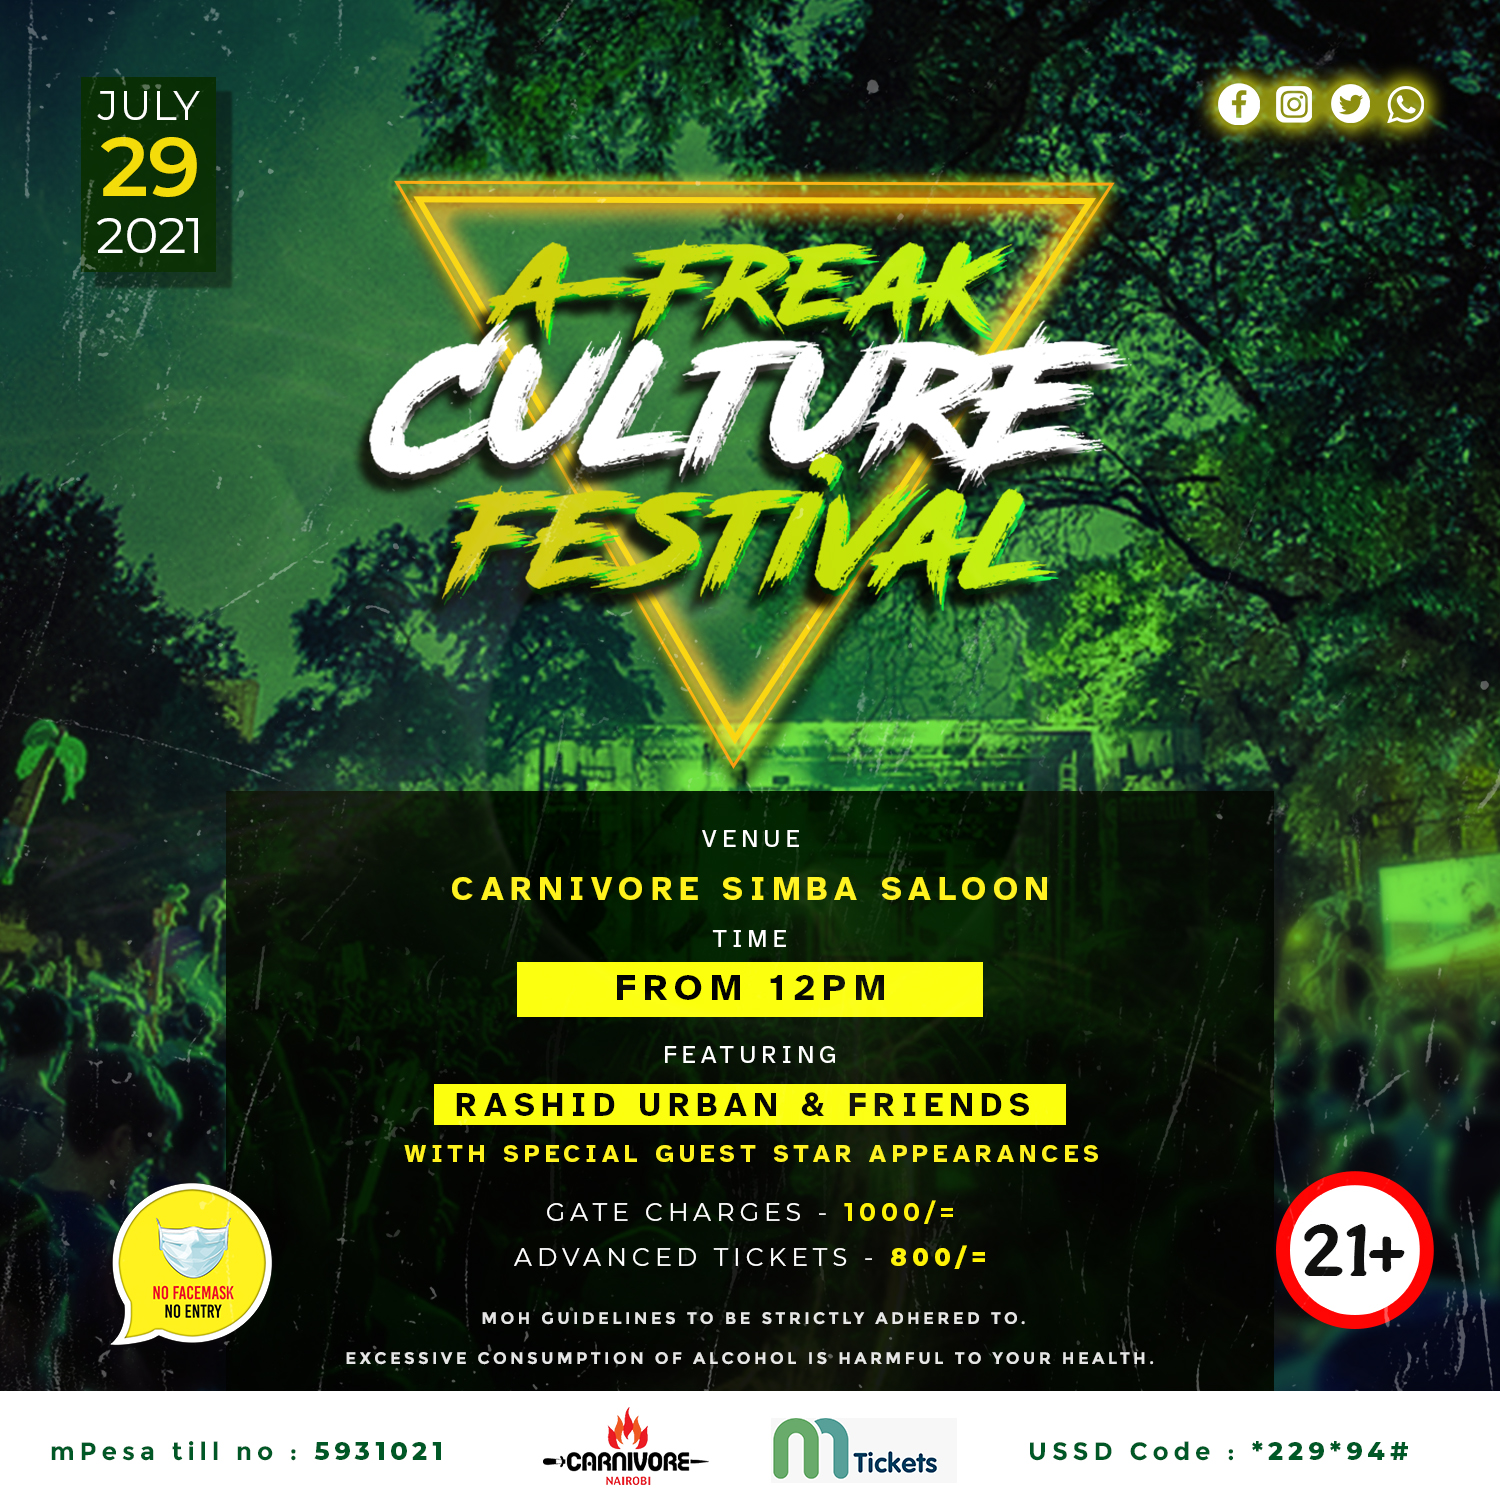 JULY
29
2021
A-FREAK
CULTURE
FESTIVAL
VENUE
CARNIVORE SIMBA SALOON
TIME
FROM 12PM
FEATURING
RASHID URBAN & FRIENDS
WITH SPECIAL GUEST STAR APPEARANCES
GATE CHARGES - 1000/=
ADVANCED TICKETS - 800/=
NO FACEMASK
NO ENTRY
21+
MOH GUIDELINES TO BE STRICTLY ADHERED TO.
EXCESSIVE CONSUMPTION OF ALCOHOL IS HARMFUL TO YOUR HEALTH.
mPesa till no : 5931021
CARNIVORE
NAIROBI
m Tickets
USSD Code : *229*94#